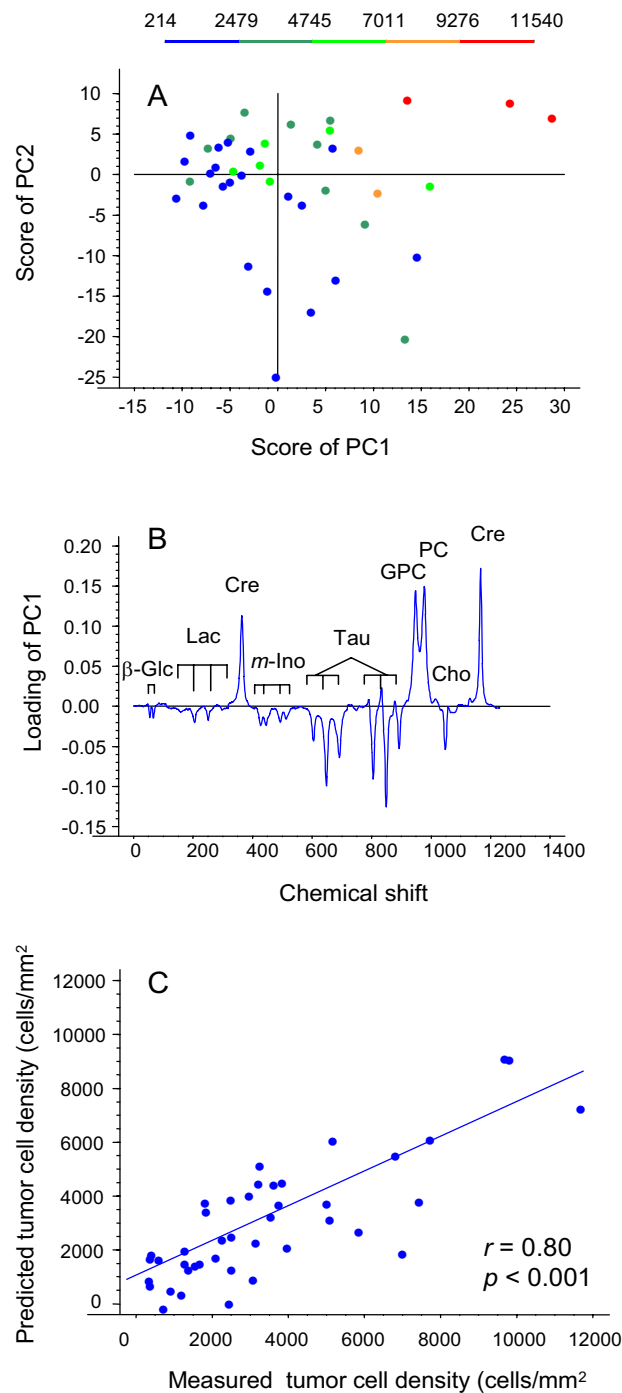 214 2479 4745 7011 9276 11540
A
10
5
0
-5
-10
-15
-20
-25
Score of PC2
-15 -10 -5 0 5 10 15 20 25 30
Score of PC1
B
0.20
0.15
0.10
0.05
0.00
-0.05
-0.10
-0.15
Loading of PC1
β-Glc
Lac
Cre
m-Ino
Tau
GPC
PC
Cho
Cre
0 200 400 600 800 1000 1200 1400
Chemical shift
C
12000
10000
8000
6000
4000
2000
0
Predicted tumor cell density (cells/mm²
r = 0.80
p < 0.001
0 2000 4000 6000 8000 10000 12000
Measured tumor cell density (cells/mm²